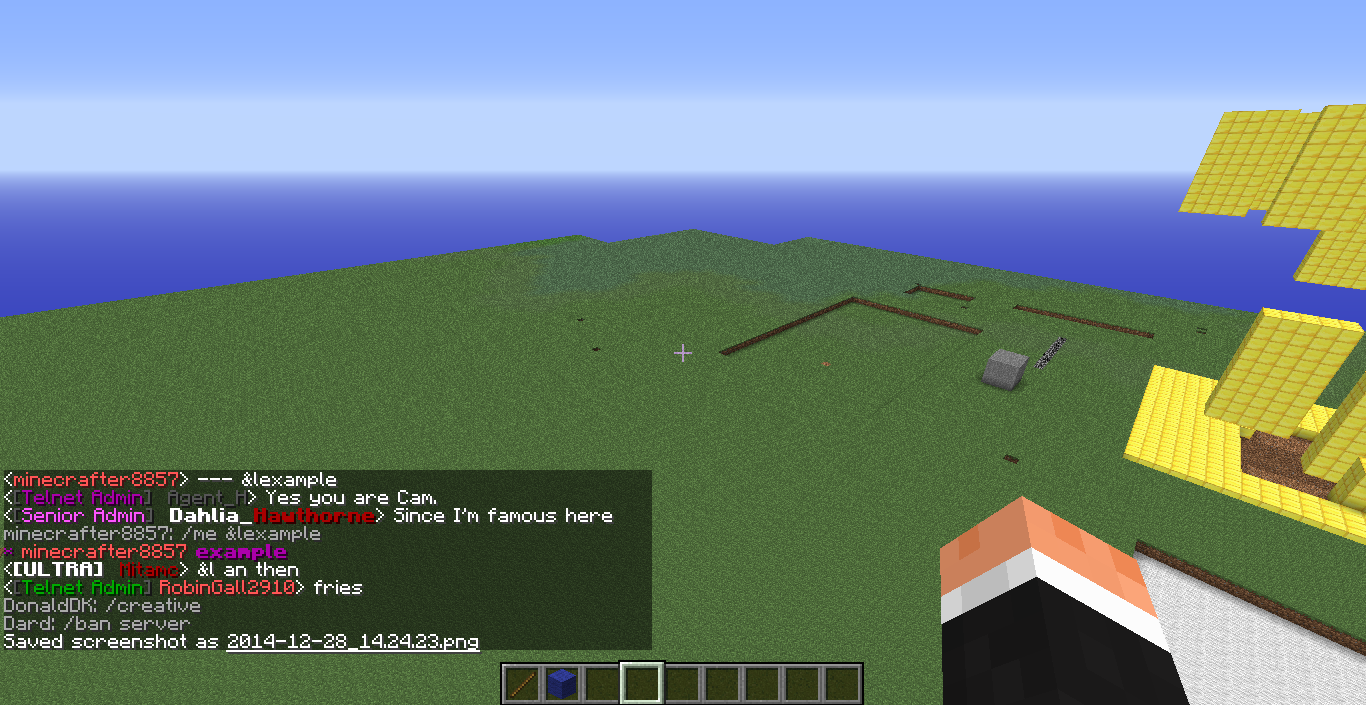 <minecrafter8857> --- &lexample
<[Telnet Admin] Agent_H> Yes you are Cam.
<[Senior Admin] Dahlia_Hawthorne> Since I'm famous here
minecrafter8857: /me &lexample
* minecrafter8857 example
<[ULTRA] Mitamc> &l an then
<[Telnet Admin] RobinGall2910> fries
DonaldDK: /creative
Dard: /ban server
Saved screenshot as 2014-12-28_14.24.23.png